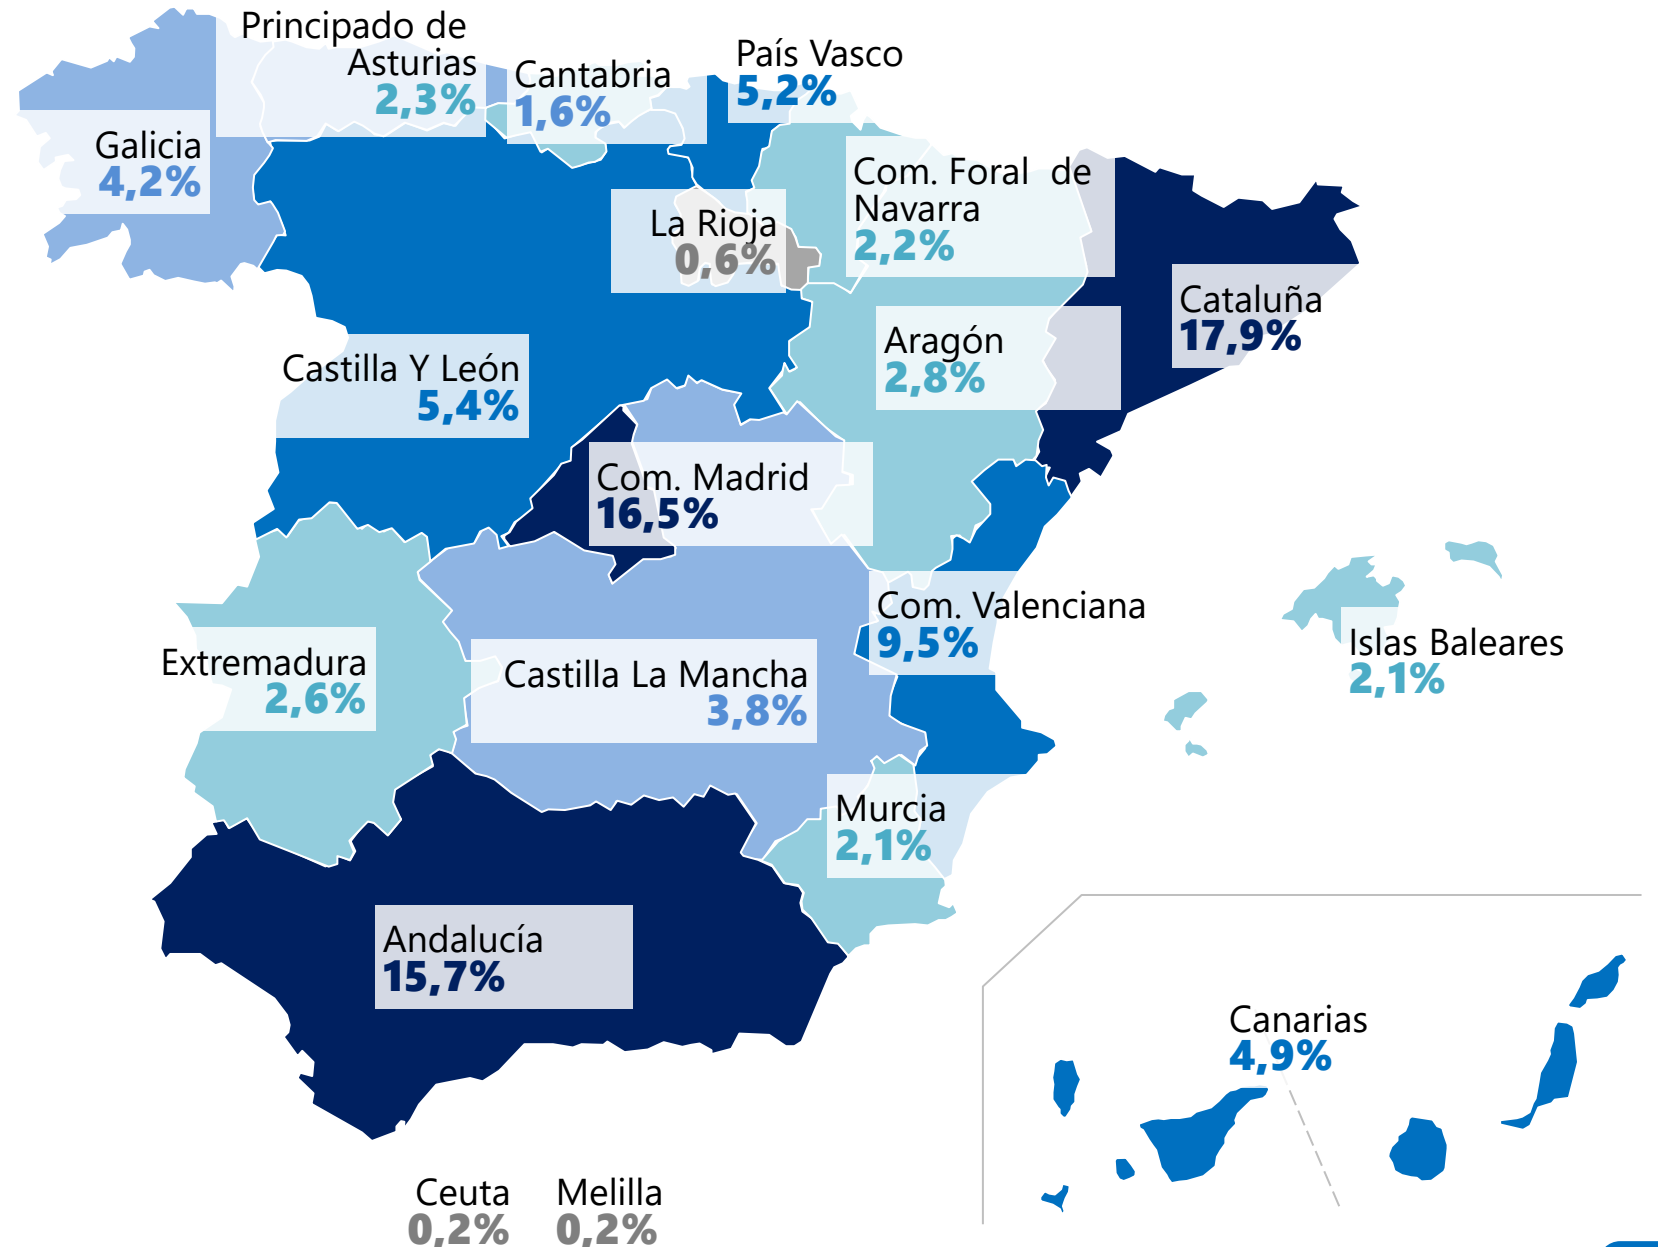 Principado de
Asturias
2,3%
Cantabria
1,6%
País Vasco
5,2%
Galicia
4,2%
Com. Foral  de
Navarra
2,2%
La Rioja
0,6%
Cataluña
17,9%
Aragón
2,8%
Castilla Y León
5,4%
Com. Madrid
16,5%
Com. Valenciana
9,5%
Islas Baleares
2,1%
Extremadura
2,6%
Castilla La Mancha
3,8%
Murcia
2,1%
Andalucía
15,7%
Canarias
4,9%
Ceuta
0,2%
Melilla
0,2%